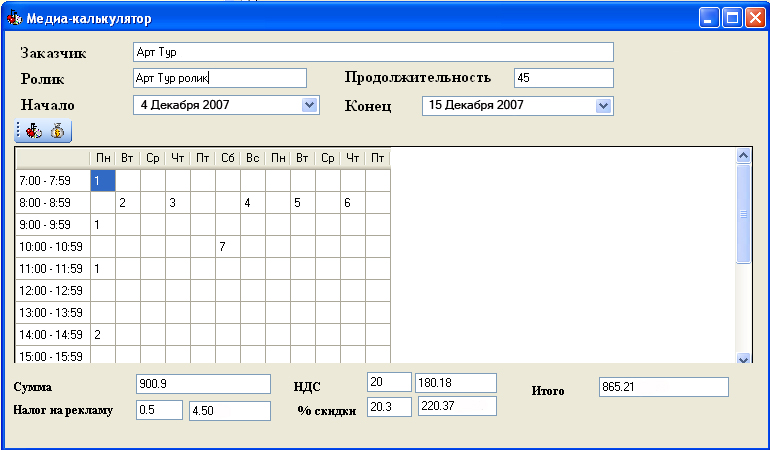 Медиа-калькулятор
Заказчик Арт Тур
Ролик Арт Тур ролик Продолжительность 45
Начало 4 Декабря 2007 Конец 15 Декабря 2007
Пн Вт Ср Чт Пт Сб Вс Пн Вт Ср Чт Пт
7:00 - 7:59 1
8:00 - 8:59 2 3 4 5 6
9:00 - 9:59 1
10:00 - 10:59 7
11:00 - 11:59 1
12:00 - 12:59
13:00 - 13:59
14:00 - 14:59 2
15:00 - 15:59
Сумма 900.9 НДС 20 180.18 Итого 865.21
Налог на рекламу 0.5 4.50 % скидки 20.3 220.37